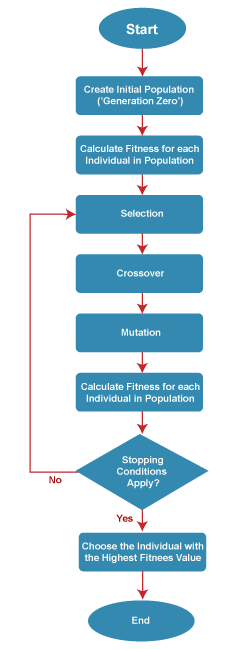 Start
Create Initial Population
('Generation Zero')
Calculate Fitness for each
Individual in Population
Selection
Crossover
Mutation
Calculate Fitness for each
Individual in Population
Stopping
Conditions
Apply?
No
Yes
Choose the Individual with
the Highest Fitnees Value
End